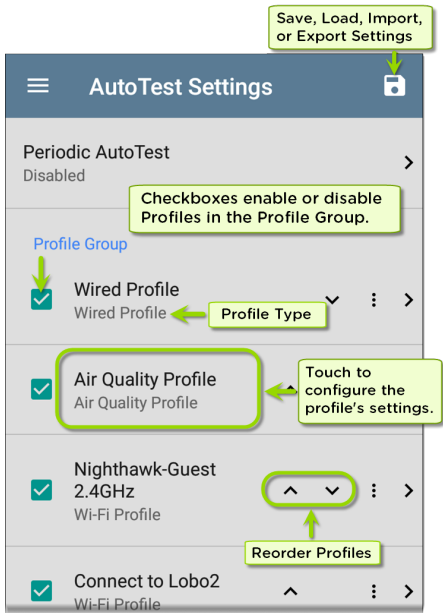 Save, Load, Import,
or Export Settings
AutoTest Settings
Periodic AutoTest
Disabled
Checkboxes enable or disable
Profiles in the Profile Group.
Profile Group
Wired Profile
Wired Profile
Profile Type
Air Quality Profile
Air Quality Profile
Touch to
configure the
profile's settings.
Nighthawk-Guest
2.4GHz
Wi-Fi Profile
Reorder Profiles
Connect to Lobo2
Wi-Fi Profile